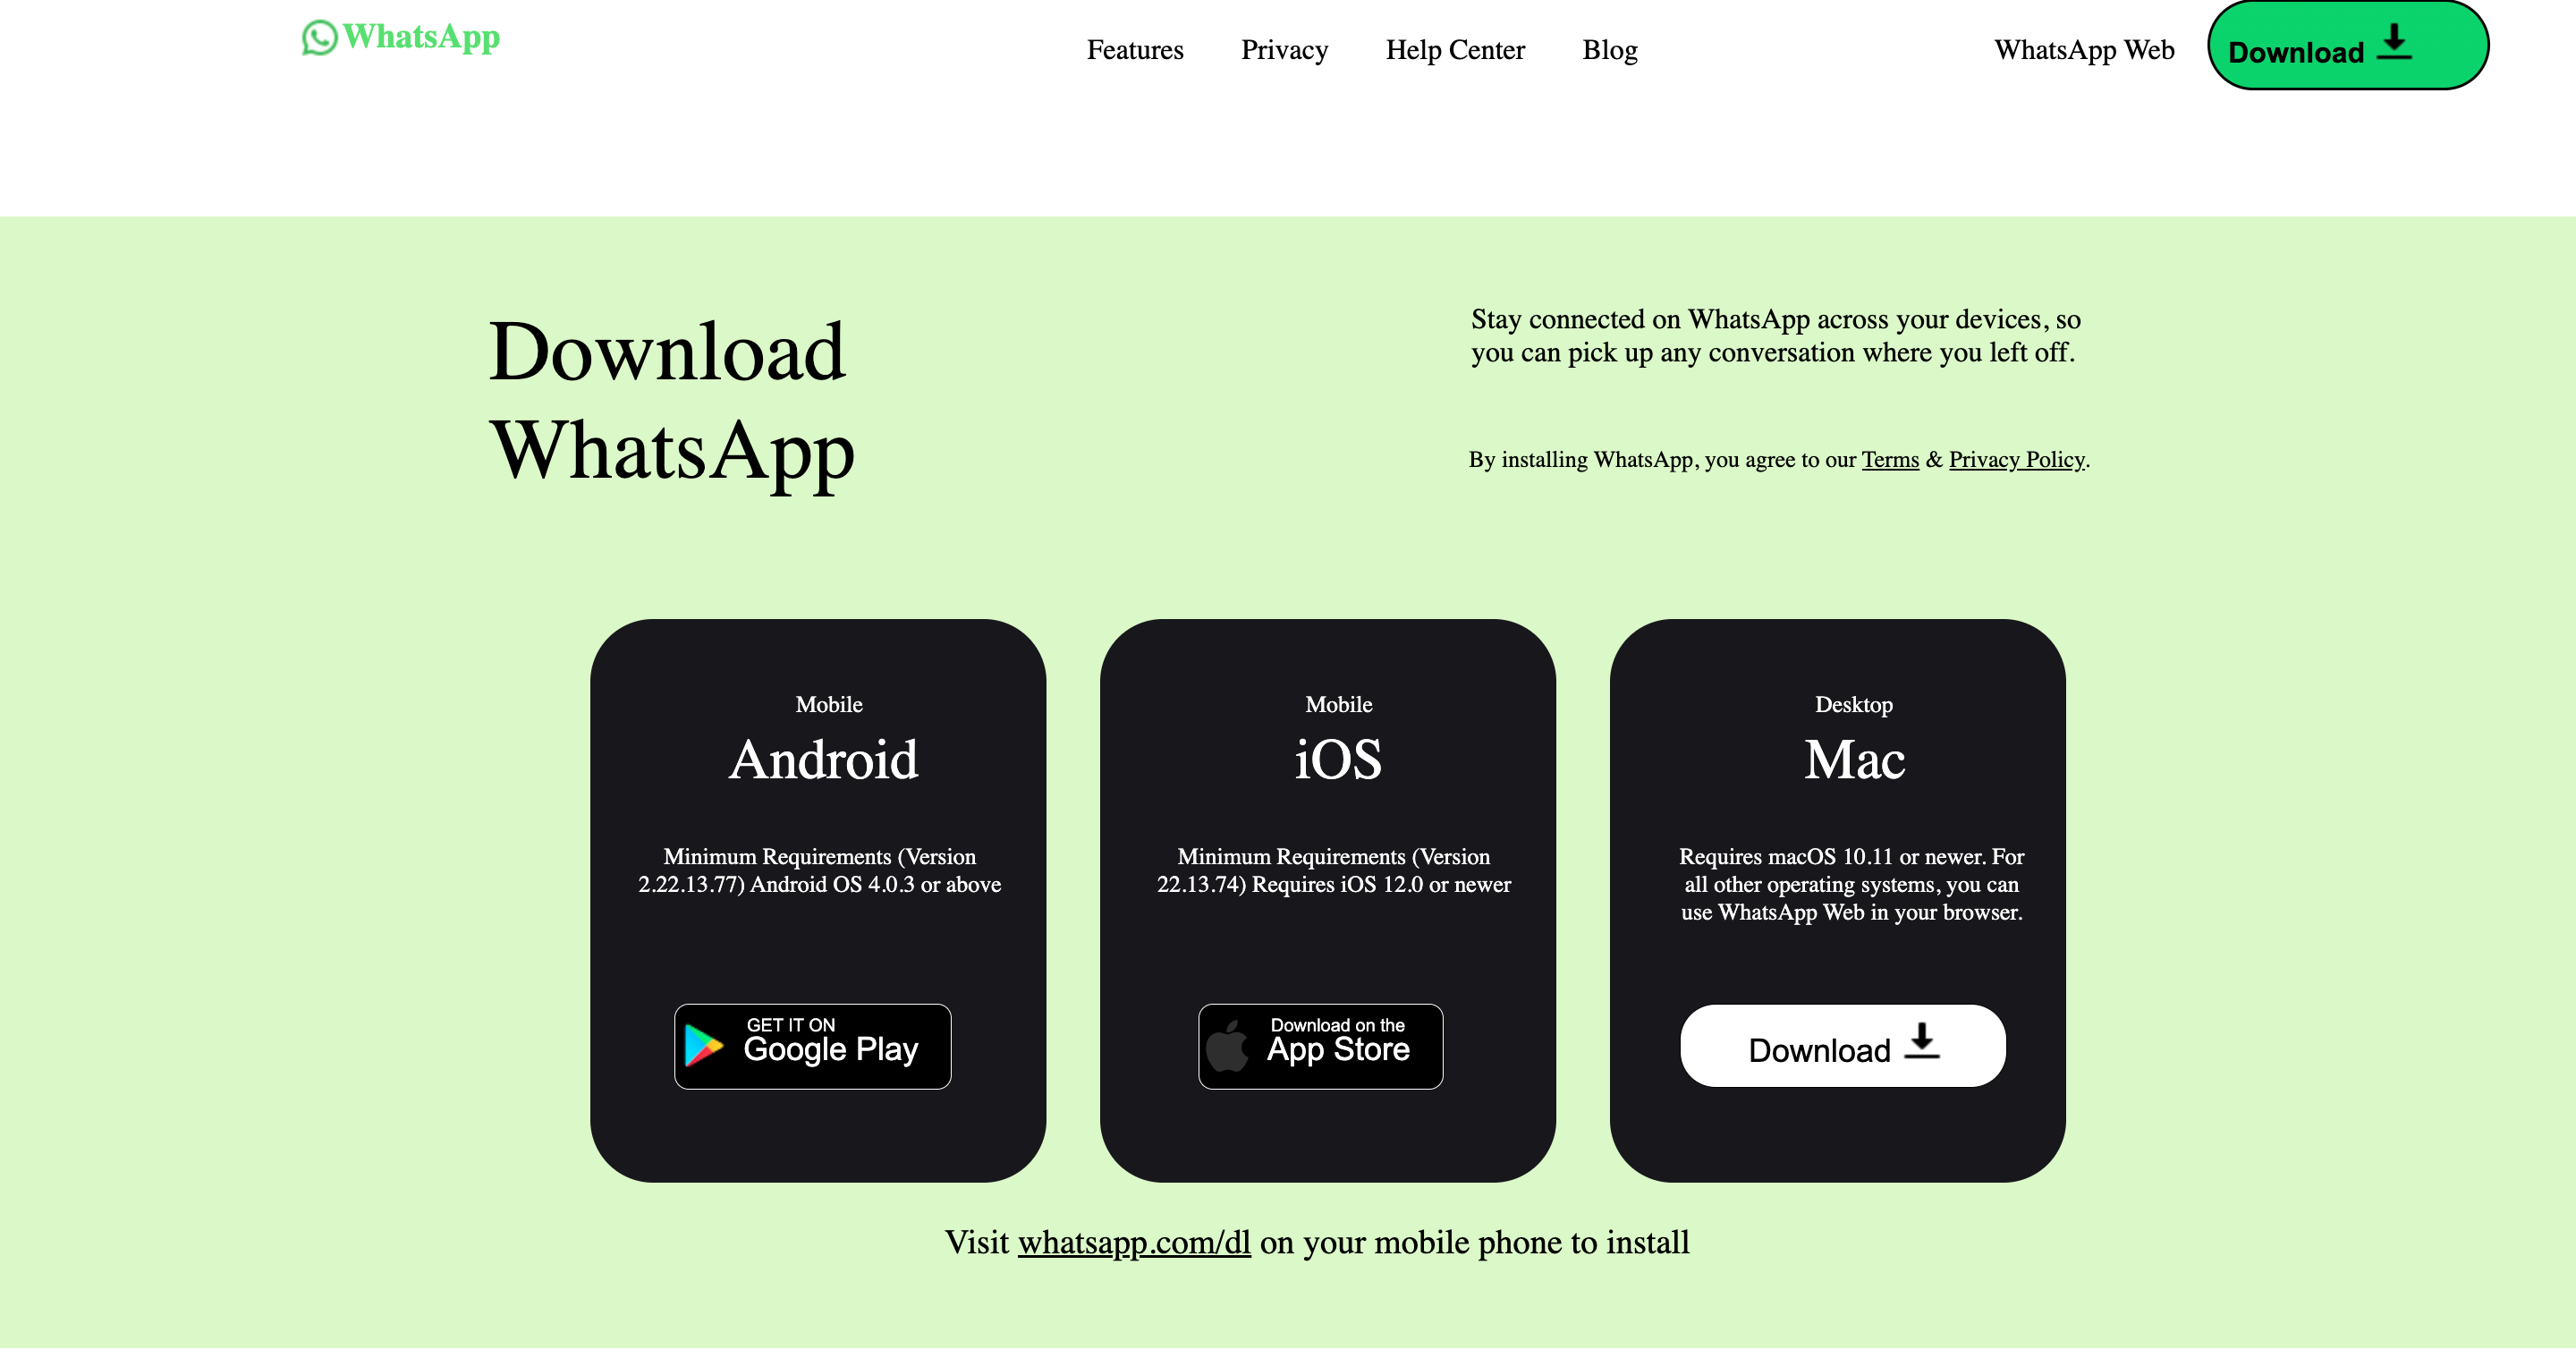 WhatsApp
Features
Privacy
Help Center
Blog
WhatsApp Web
Download
Download
WhatsApp
Stay connected on WhatsApp across your devices, so
you can pick up any conversation where you left off.
By installing WhatsApp, you agree to our Terms & Privacy Policy.
Mobile
Android
Minimum Requirements (Version
2.22.13.77) Android OS 4.0.3 or above
GET IT ON
Google Play
Mobile
iOS
Minimum Requirements (Version
22.13.74) Requires iOS 12.0 or newer
Download on the
App Store
Desktop
Mac
Requires macOS 10.11 or newer. For
all other operating systems, you can
use WhatsApp Web in your browser.
Download
Visit whatsapp.com/dl on your mobile phone to install